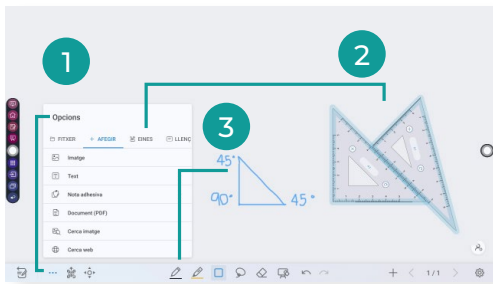 1
2
Opcions
FITXER + AFEGIR EINES LLENÇ
3
Imatge
45°
Text
Nota adhesiva
90° 45°
Document (PDF)
Cerca Imatge
Cerca web
+ < 1/1 >